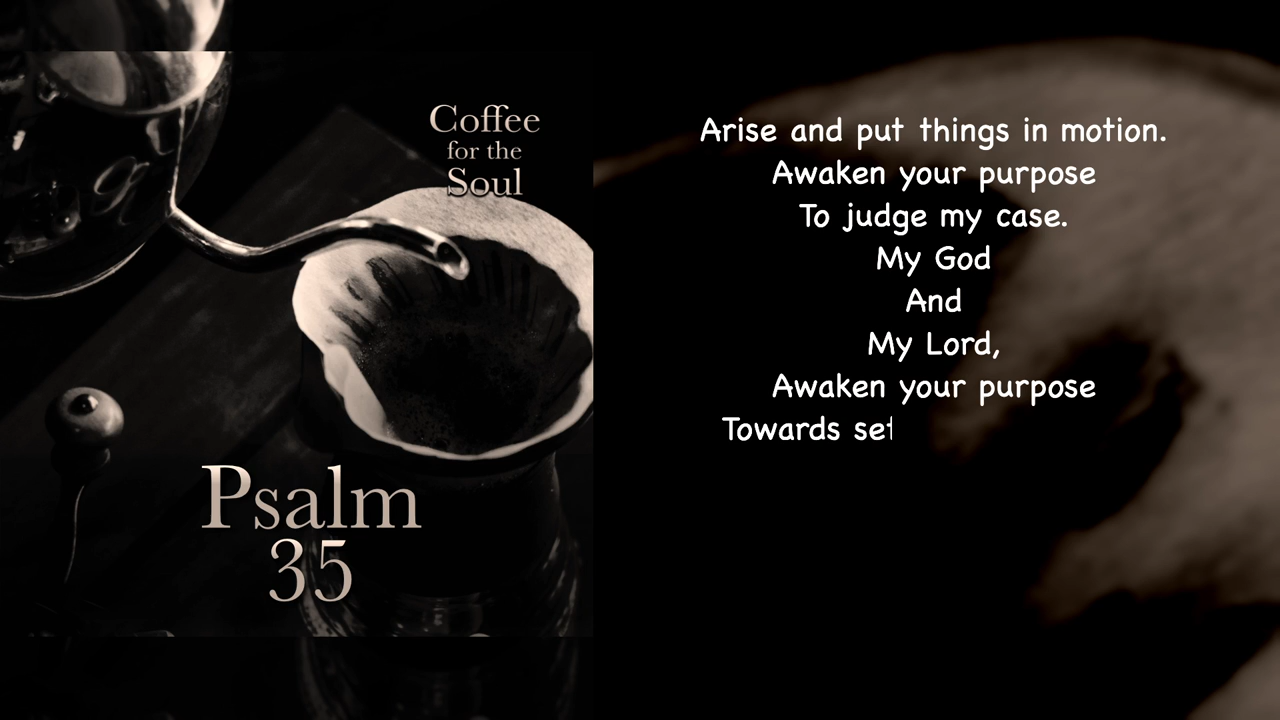 Coffee
for the
Soul
Psalm
35
Arise and put things in motion.
Awaken your purpose
To judge my case.
My God
And
My Lord,
Awaken your purpose
Towards